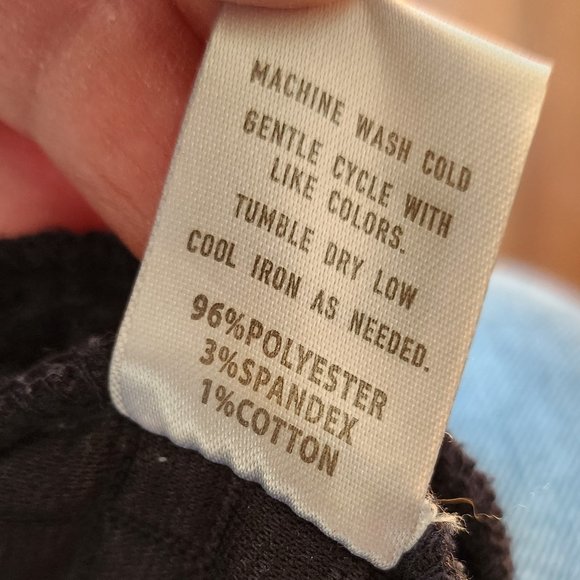 MACHINE WASH COLD
GENTLE CYCLE WITH
LIKE COLORS.
TUMBLE DRY LOW
COOL IRON AS NEEDED.
96%POLYESTER
3%SPANDEX
1%COTTON